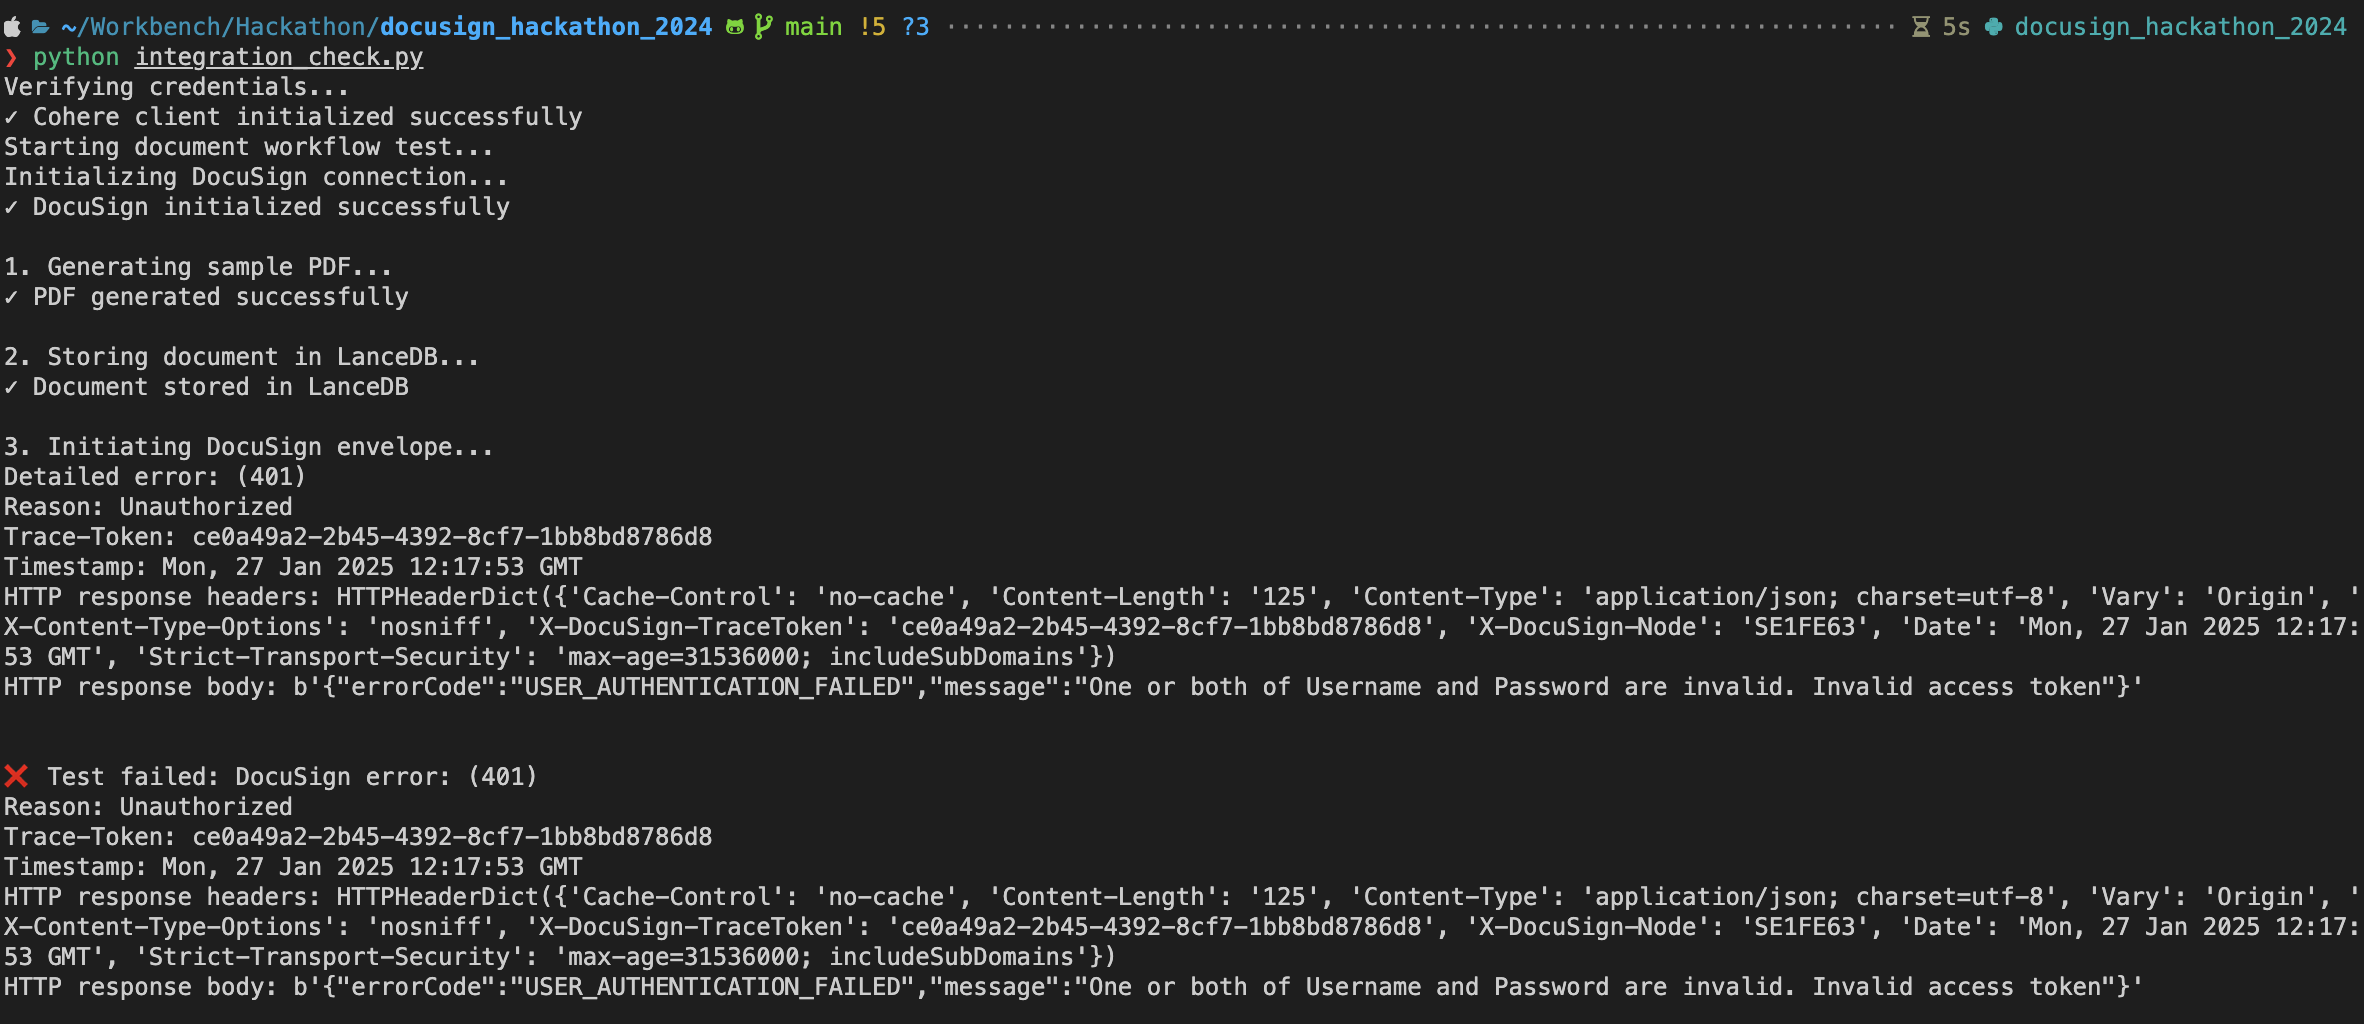 ~/Workbench/Hackathon/docusign_hackathon_2024 main !5 ?3 ································································· 5s docusign_hackathon_2024
❯ python integration_check.py
Verifying credentials...
✓ Cohere client initialized successfully
Starting document workflow test...
Initializing DocuSign connection...
✓ DocuSign initialized successfully
1. Generating sample PDF...
✓ PDF generated successfully
2. Storing document in LanceDB...
✓ Document stored in LanceDB
3. Initiating DocuSign envelope...
Detailed error: (401)
Reason: Unauthorized
Trace-Token: ce0a49a2-2b45-4392-8cf7-1bb8bd8786d8
Timestamp: Mon, 27 Jan 2025 12:17:53 GMT
HTTP response headers: HTTPHeaderDict({'Cache-Control': 'no-cache', 'Content-Length': '125', 'Content-Type': 'application/json; charset=utf-8', 'Vary': 'Origin', '
X-Content-Type-Options': 'nosniff', 'X-DocuSign-TraceToken': 'ce0a49a2-2b45-4392-8cf7-1bb8bd8786d8', 'X-DocuSign-Node': 'SE1FE63', 'Date': 'Mon, 27 Jan 2025 12:17:
53 GMT', 'Strict-Transport-Security': 'max-age=31536000; includeSubDomains'})
HTTP response body: b'{"errorCode":"USER_AUTHENTICATION_FAILED","message":"One or both of Username and Password are invalid. Invalid access token"}'
❌ Test failed: DocuSign error: (401)
Reason: Unauthorized
Trace-Token: ce0a49a2-2b45-4392-8cf7-1bb8bd8786d8
Timestamp: Mon, 27 Jan 2025 12:17:53 GMT
HTTP response headers: HTTPHeaderDict({'Cache-Control': 'no-cache', 'Content-Length': '125', 'Content-Type': 'application/json; charset=utf-8', 'Vary': 'Origin', '
X-Content-Type-Options': 'nosniff', 'X-DocuSign-TraceToken': 'ce0a49a2-2b45-4392-8cf7-1bb8bd8786d8', 'X-DocuSign-Node': 'SE1FE63', 'Date': 'Mon, 27 Jan 2025 12:17:
53 GMT', 'Strict-Transport-Security': 'max-age=31536000; includeSubDomains'})
HTTP response body: b'{"errorCode":"USER_AUTHENTICATION_FAILED","message":"One or both of Username and Password are invalid. Invalid access token"}'